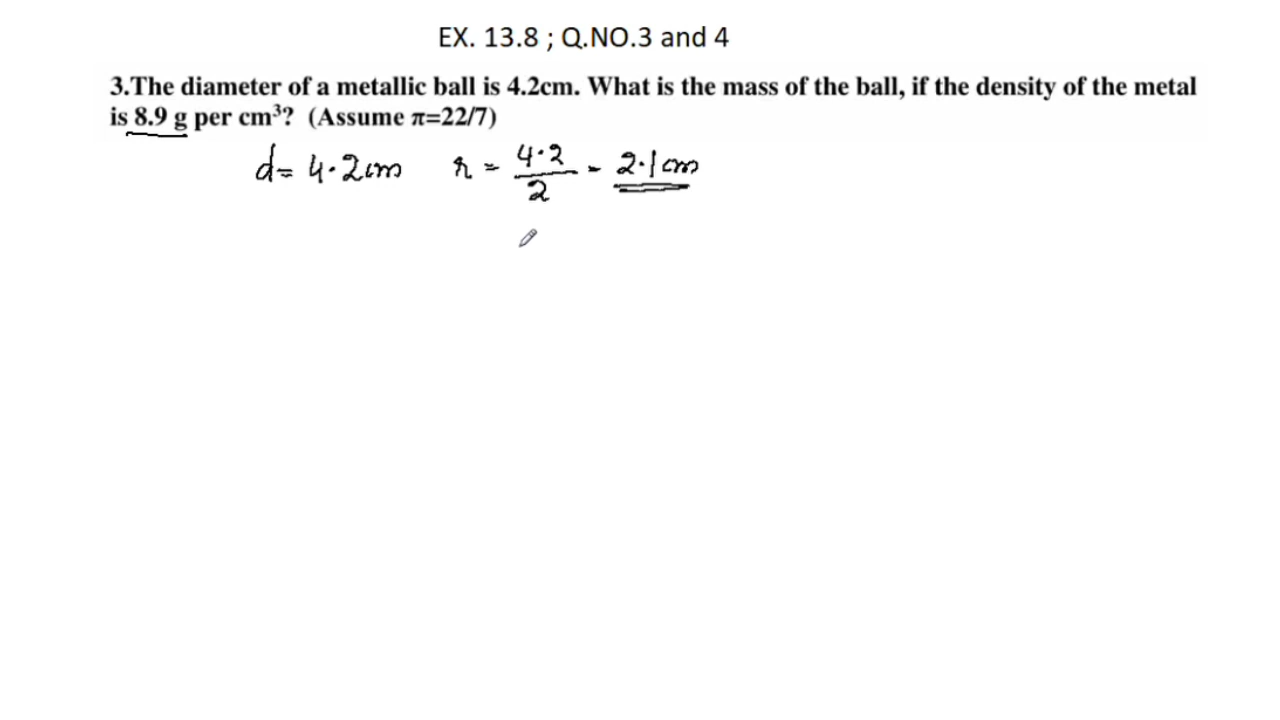 EX. 13.8 ; Q.NO.3 and 4
3.The diameter of a metallic ball is 4.2cm. What is the mass of the ball, if the density of the metal
is 8.9 g per cm³? (Assume π=22/7)
d= 4.2cm r = 4.2/2 = 2.1cm